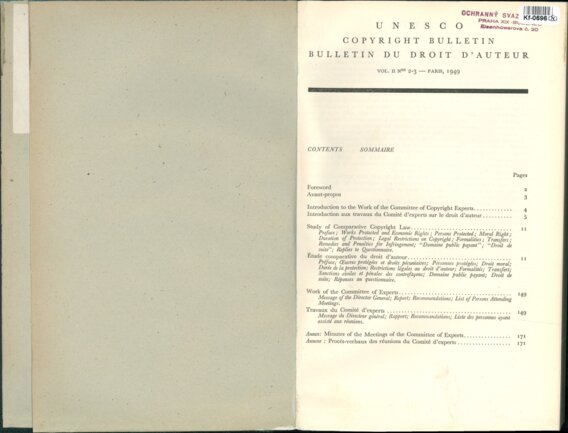 UNESCO
COPYRIGHT BULLETIN
BULLETIN DU DROIT D'AUTEUR
VOL. II Nos 2-3 — PARIS, 1949
OCHRANNÝ SVAZ
PRAHA XIX
Eisenhowerova č. 20
Kf-0696
CONTENTS SOMMAIRE
Pages
Foreword 2
Avant-propos 3
Introduction to the Work of the Committee of Copyright Experts 4
Introduction aux travaux du Comité d'experts sur le droit d'auteur 5
Study of Comparative Copyright Law 11
Preface; Works Protected and Economic Rights; Persons Protected; Moral Right;
Duration of Protection; Legal Restrictions on Copyright; Formalities; Transfers;
Remedies and Penalties for Infringement; "Domaine public payant"; "Droit de
suite"; Replies to Questionnaire.
Étude comparative du droit d'auteur 11
Préface; Œuvres protégées et droits pécuniaires; Personnes protégées; Droit moral;
Durée de la protection; Restrictions légales au droit d'auteur; Formalités; Transferts;
Sanctions civiles et pénales des contrefaçons; Domaine public payant; Droit de
suite; Réponses au questionnaire.
Work of the Committee of Experts 149
Message of the Director General; Report; Recommendations; List of Persons Attending
Meetings.
Travaux du Comité d'experts 149
Message du Directeur général; Rapport; Recommandations; Liste des personnes ayant
assisté aux réunions.
Annex: Minutes of the Meetings of the Committee of Experts 171
Annexe : Procès-verbaux des réunions du Comité d'experts 171